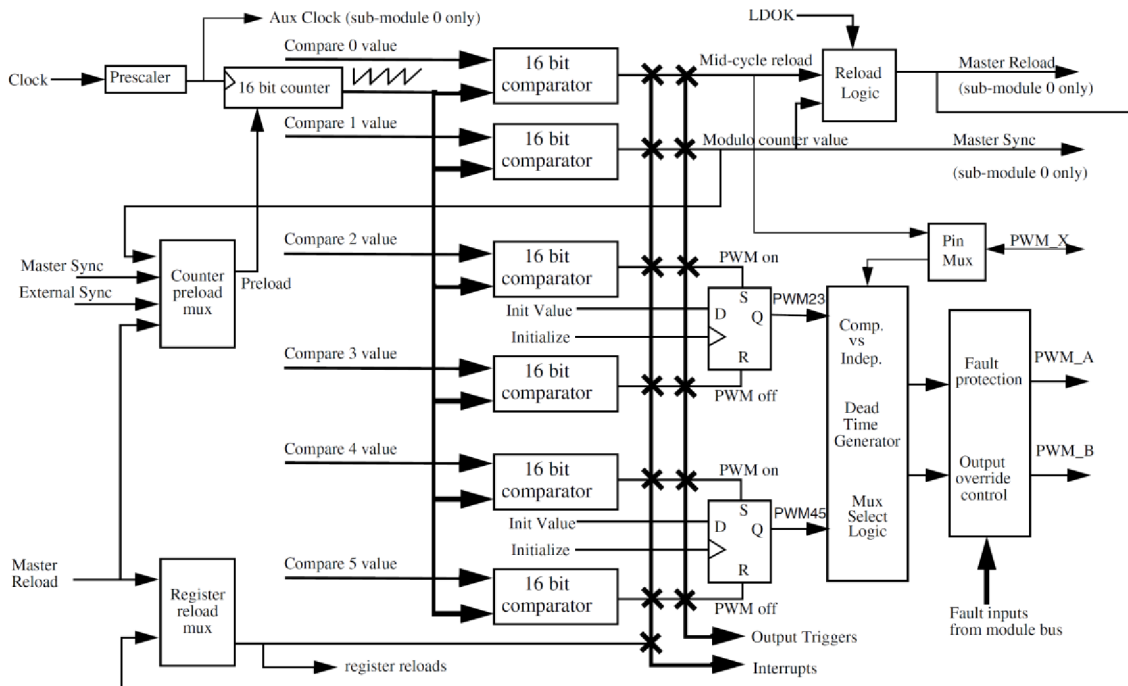 Aux Clock (sub-module 0 only)
LDOK
Compare 0 value
16 bit
comparator
Mid-cycle reload
Reload
Logic
Master Reload
(sub-module 0 only)
Clock
Prescaler
16 bit counter
Compare 1 value
16 bit
comparator
Modulo counter value
Master Sync
(sub-module 0 only)
Compare 2 value
16 bit
comparator
PWM on
Pin
Mux
PWM_X
Master Sync
External Sync
Counter
preload
mux
Preload
Init Value
Initialize
S
D
Q
R
PWM23
Compare 3 value
16 bit
comparator
PWM off
Comp.
vs
Indep.
Dead
Time
Generator
Mux
Select
Logic
Fault
protection
Output
override
control
PWM_A
PWM_B
Compare 4 value
16 bit
comparator
PWM on
Init Value
Initialize
S
D
Q
R
PWM45
Master
Reload
Compare 5 value
16 bit
comparator
PWM off
Register
reload
mux
Fault inputs
from module bus
Output Triggers
register reloads
Interrupts